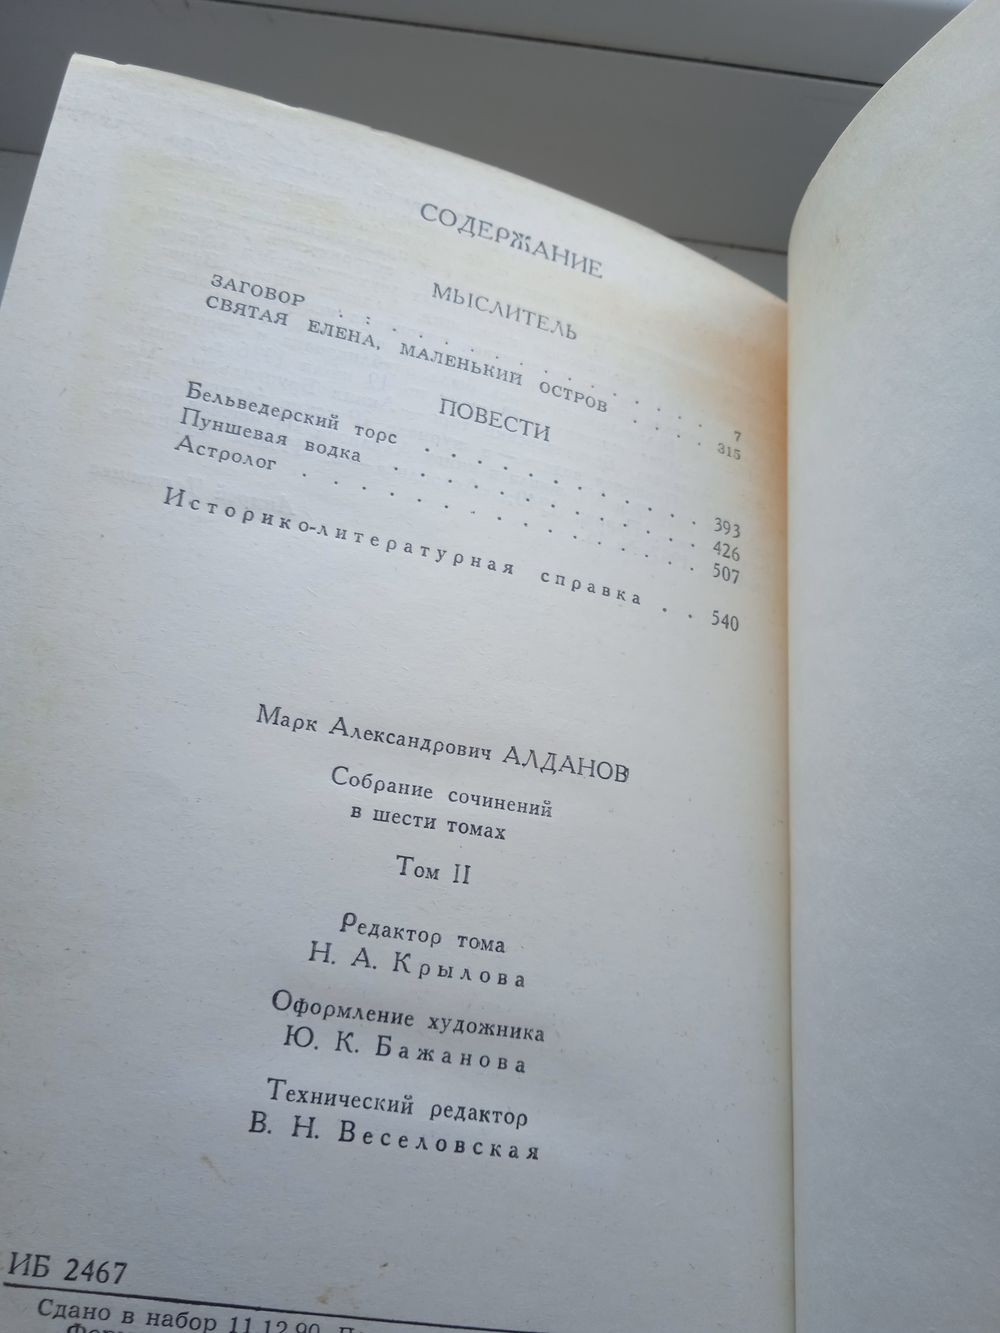 СОДЕРЖАНИЕ
МЫСЛИТЕЛЬ
ЗАГОВОР . . . . . . . . . . . . . . 7
СВЯТАЯ ЕЛЕНА, МАЛЕНЬКИЙ ОСТРОВ . . . . 315
ПОВЕСТИ
Бельведерский торс . . . . . . . . . . . 393
Пуншевая водка . . . . . . . . . . . . 426
Астролог . . . . . . . . . . . . . . . 507
Историко-литературная справка . . 540
Марк Александрович АЛДАНОВ
Собрание сочинений
в шести томах
Том II
Редактор тома
Н. А. Крылова
Оформление художника
Ю. К. Бажанова
Технический редактор
В. Н. Веселовская
ИБ 2467
Сдано в набор 11.12.90.